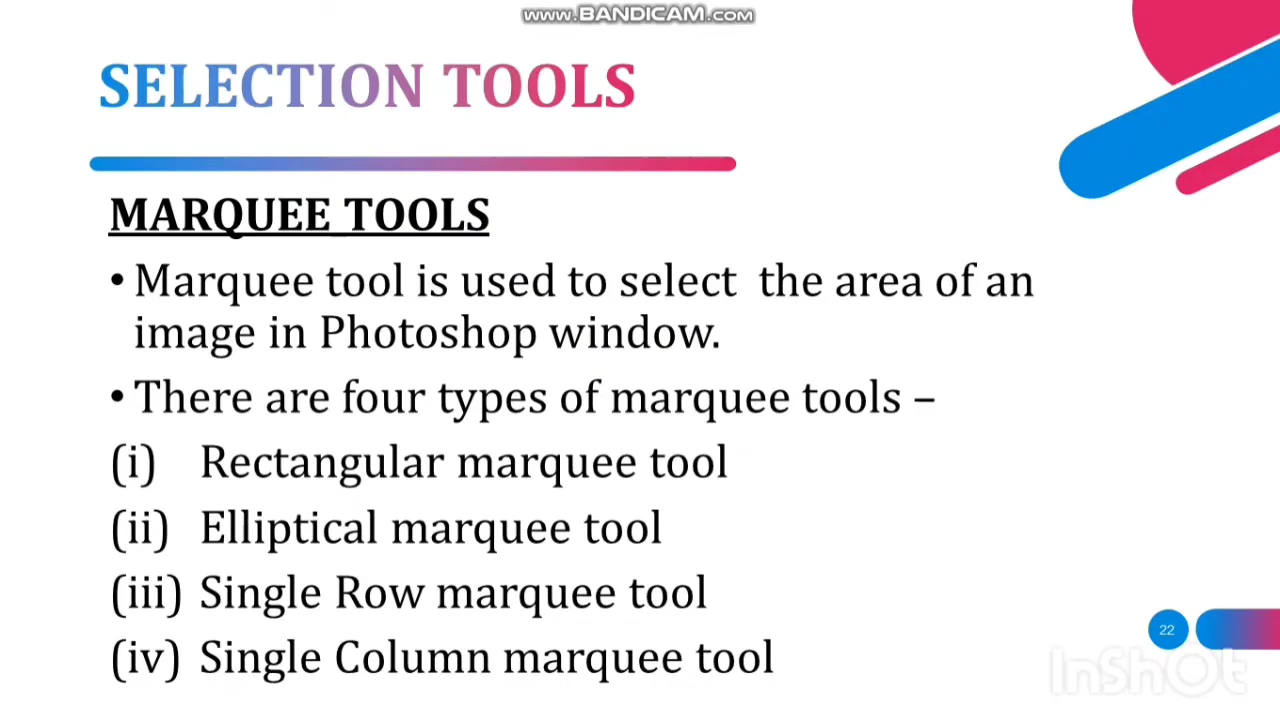 www.BANDICAM.com
SELECTION TOOLS
MARQUEE TOOLS
• Marquee tool is used to select the area of an
image in Photoshop window.
• There are four types of marquee tools –
(i) Rectangular marquee tool
(ii) Elliptical marquee tool
(iii) Single Row marquee tool
(iv) Single Column marquee tool
22
InShOt